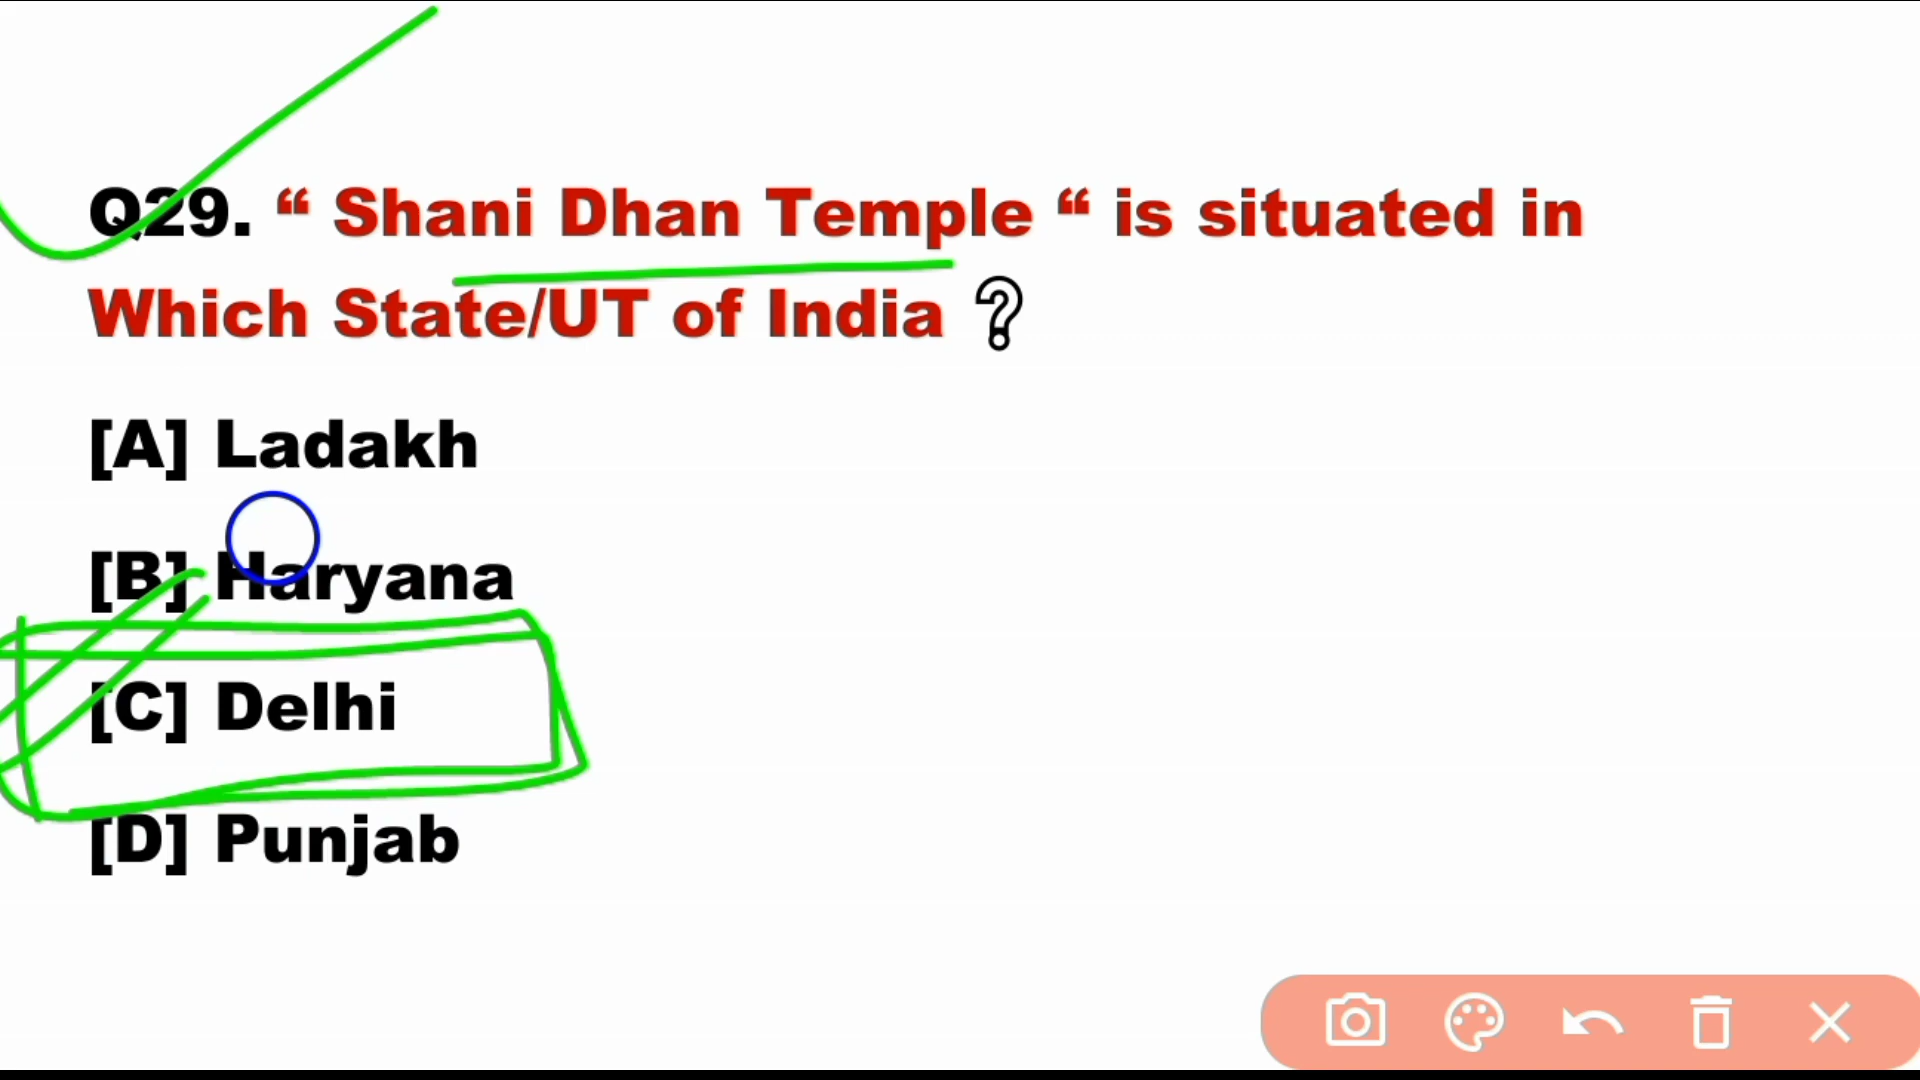 Q29. “ Shani Dhan Temple “ is situated in
Which State/UT of India ?
[A] Ladakh
[B] Haryana
[C] Delhi
[D] Punjab